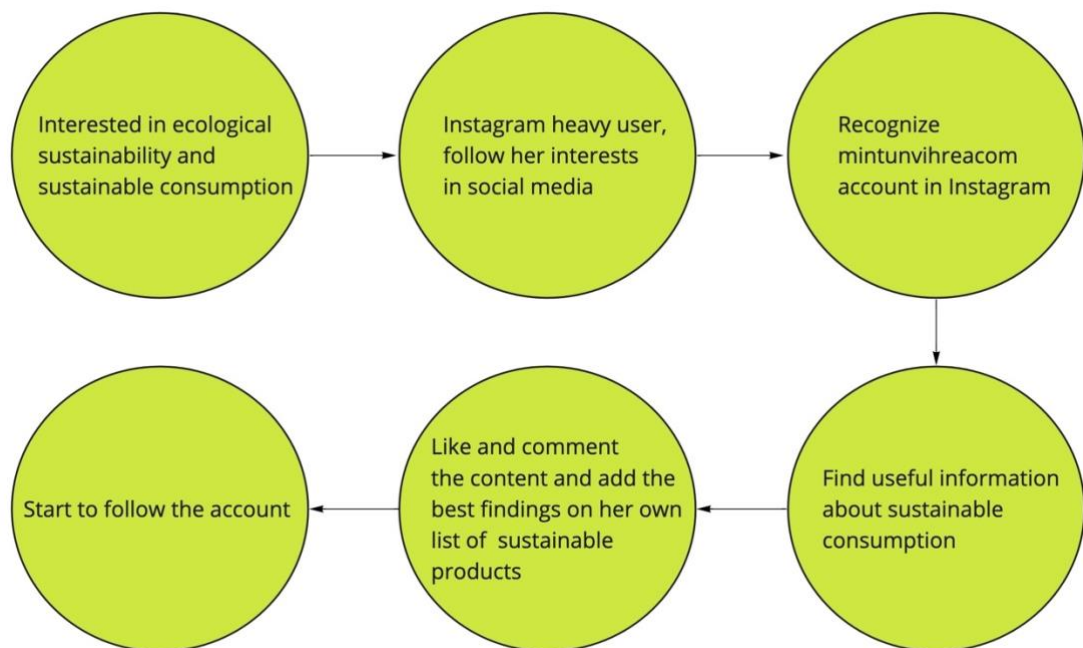 Interested in ecological
sustainability and
sustainable consumption
Instagram heavy user,
follow her interests
in social media
Recognize
mintunvihreacom
account in Instagram
Find useful information
about sustainable
consumption
Like and comment
the content and add the
best findings on her own
list of sustainable
products
Start to follow the account